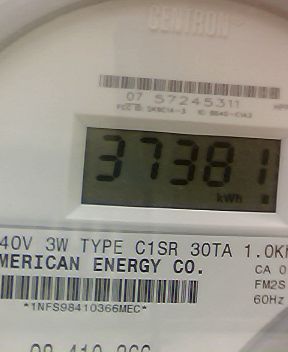 CENTRON
07 57245311
37381
kWh
40V 3W TYPE C1SR 30TA 1.0K
MERICAN ENERGY CO.
CA 0
FM2S
60Hz
*1NFS98410366MEC*